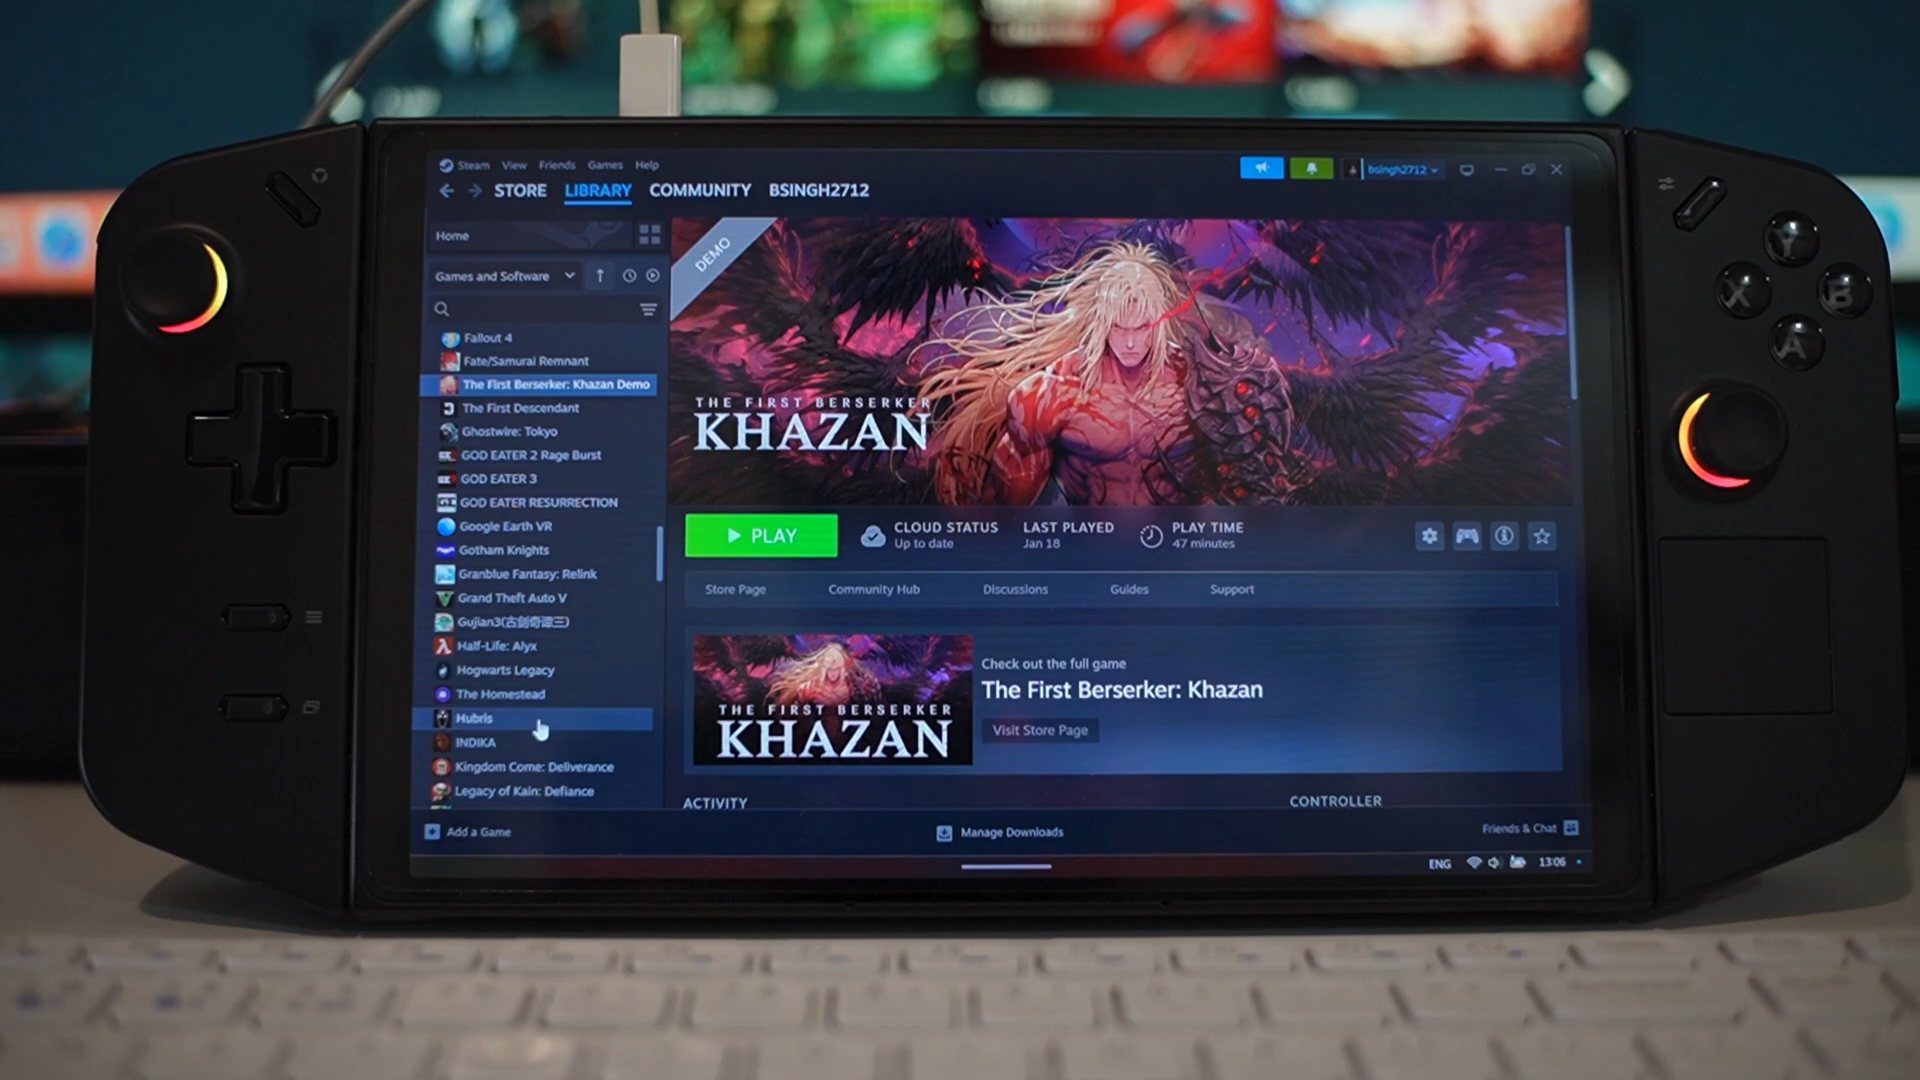 Steam View Friends Games Help
bsingh2712
STORE LIBRARY COMMUNITY BSINGH2712
Home
Games and Software
Fallout 4
Fate/Samurai Remnant
The First Berserker: Khazan Demo
The First Descendant
Ghostwire: Tokyo
GOD EATER 2 Rage Burst
GOD EATER 3
GOD EATER RESURRECTION
Google Earth VR
Gotham Knights
Granblue Fantasy: Relink
Grand Theft Auto V
Gujian3(古剑奇谭三)
Half-Life: Alyx
Hogwarts Legacy
The Homestead
Hubris
INDIKA
Kingdom Come: Deliverance
Legacy of Kain: Defiance
DEMO
THE FIRST BERSERKER
KHAZAN
PLAY
CLOUD STATUS
Up to date
LAST PLAYED
Jan 18
PLAY TIME
47 minutes
Store Page Community Hub Discussions Guides Support
THE FIRST BERSERKER
KHAZAN
Check out the full game
The First Berserker: Khazan
Visit Store Page
ACTIVITY
CONTROLLER
Add a Game
Manage Downloads
Friends & Chat
ENG 13:06
Y
X
B
A